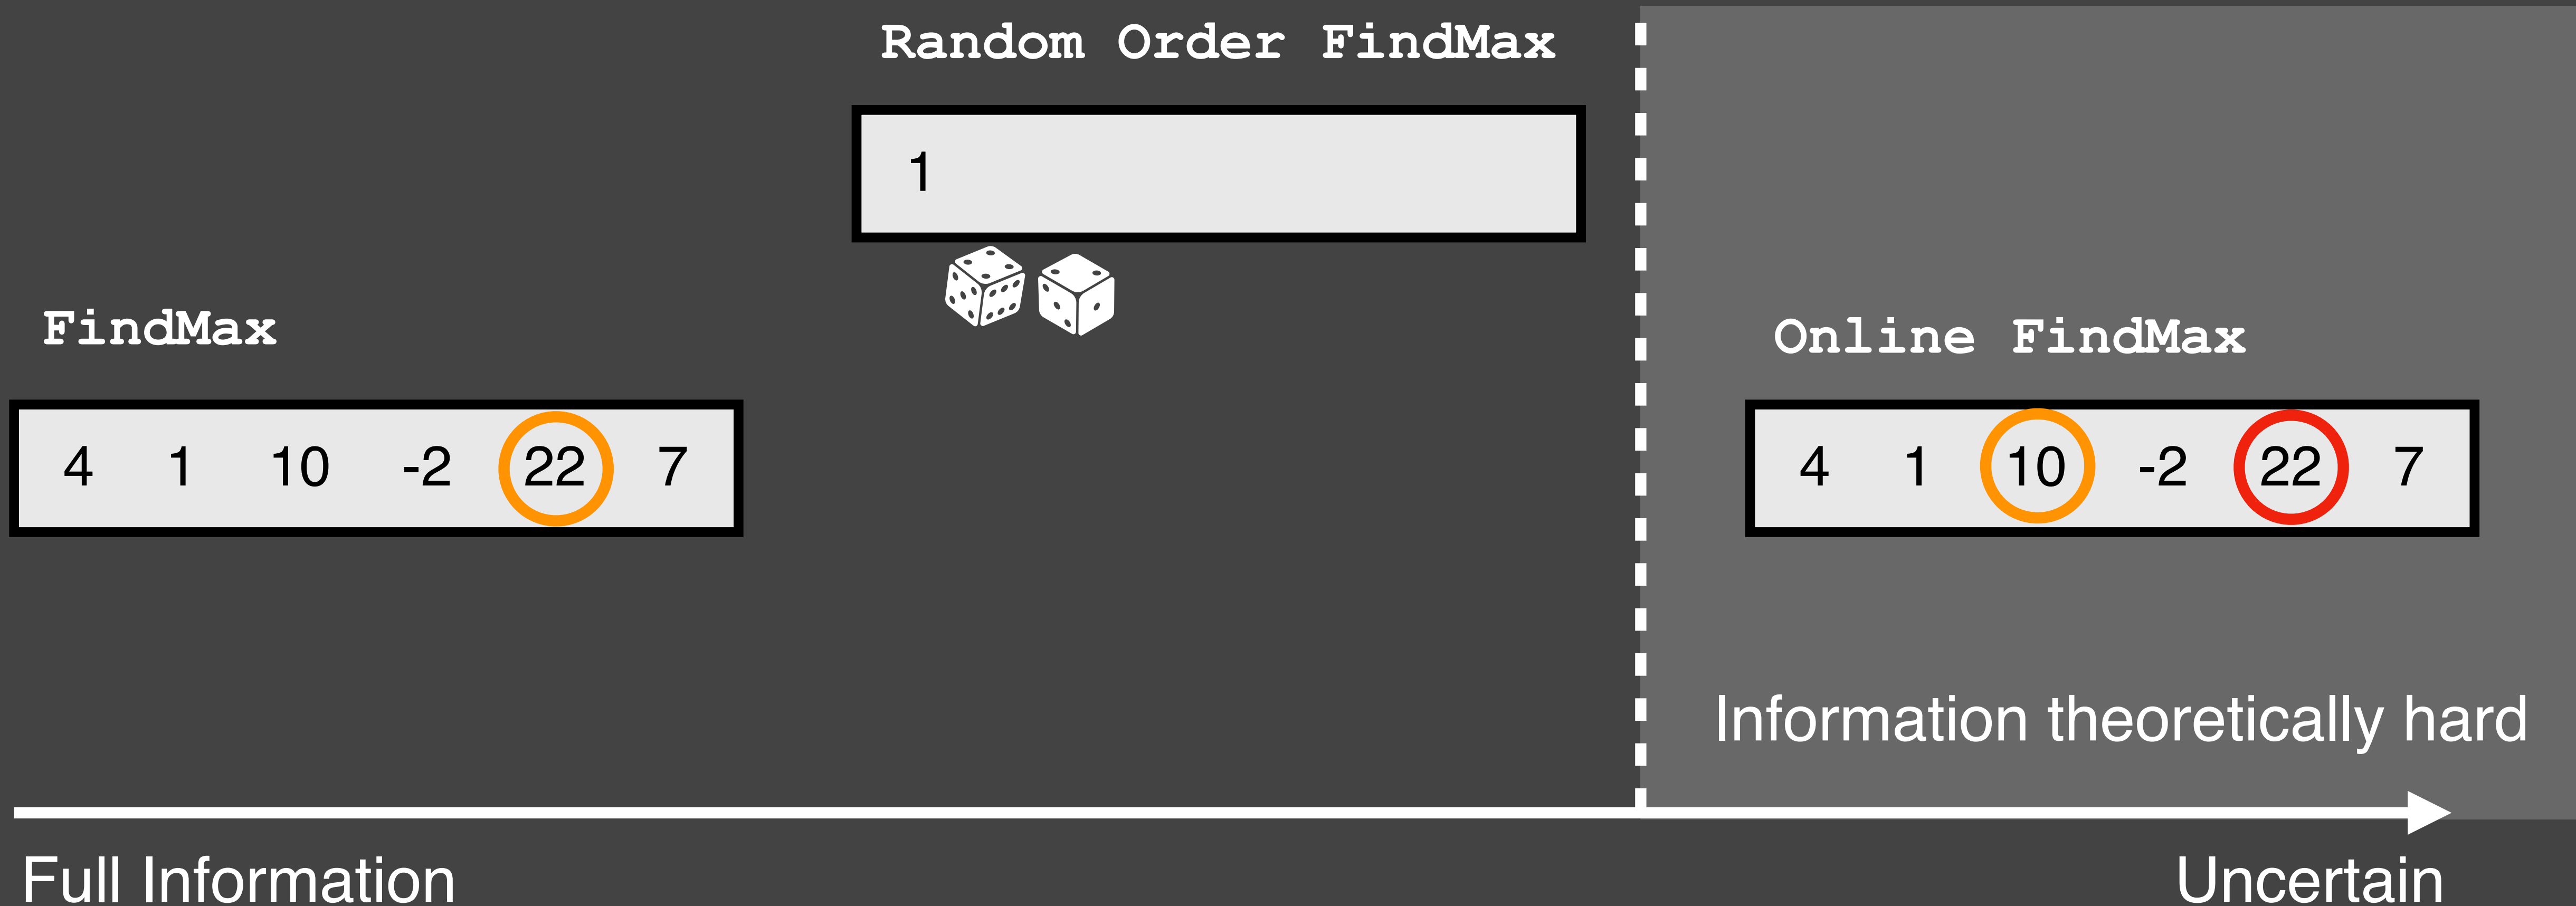 Random Order FindMax
1
FindMax
4 1 10 -2 22 7
Online FindMax
4 1 10 -2 22 7
Information theoretically hard
Full Information
Uncertain